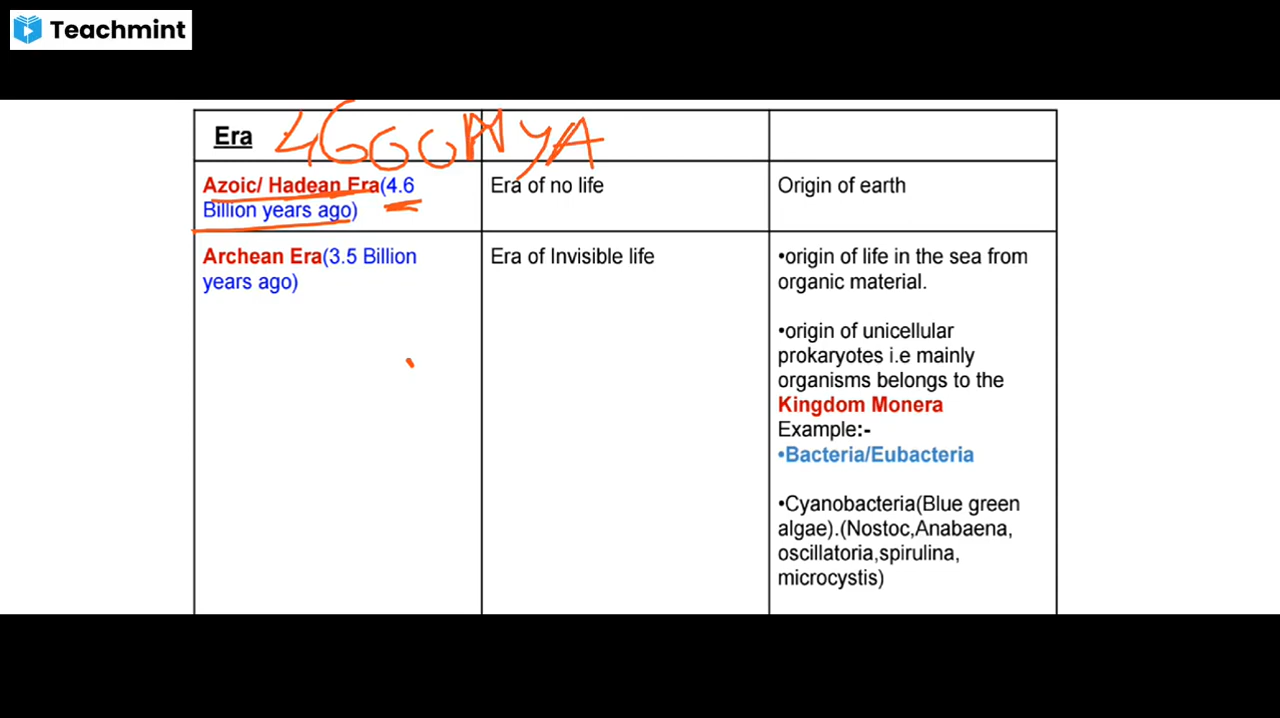 Teachmint
Era
4600 MYA
Azoic/ Hadean Era(4.6
Billion years ago)
Era of no life
Origin of earth
Archean Era(3.5 Billion
years ago)
Era of Invisible life
•origin of life in the sea from
organic material.
•origin of unicellular
prokaryotes i.e mainly
organisms belongs to the
Kingdom Monera
Example:-
•Bacteria/Eubacteria
•Cyanobacteria(Blue green
algae).(Nostoc,Anabaena,
oscillatoria,spirulina,
microcystis)